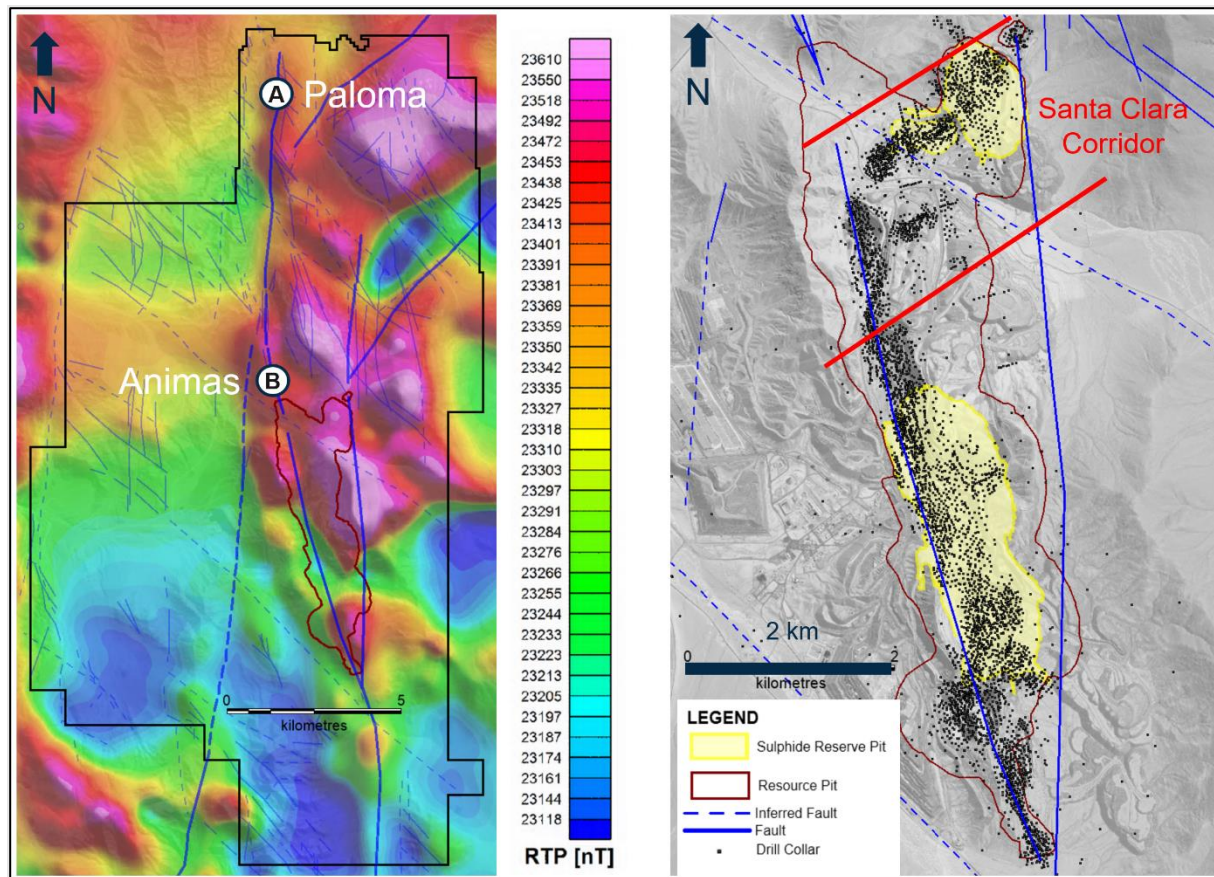 N
A Paloma
Animas B
0 5
kilometres
23610
23550
23518
23492
23472
23453
23438
23425
23413
23401
23391
23381
23369
23359
23350
23342
23335
23327
23318
23310
23303
23297
23291
23284
23276
23266
23255
23244
23233
23223
23213
23205
23197
23187
23174
23161
23144
23118
RTP [nT]
N
Santa Clara
Corridor
2 km
0 2
kilometres
LEGEND
Sulphide Reserve Pit
Resource Pit
Inferred Fault
Fault
Drill Collar